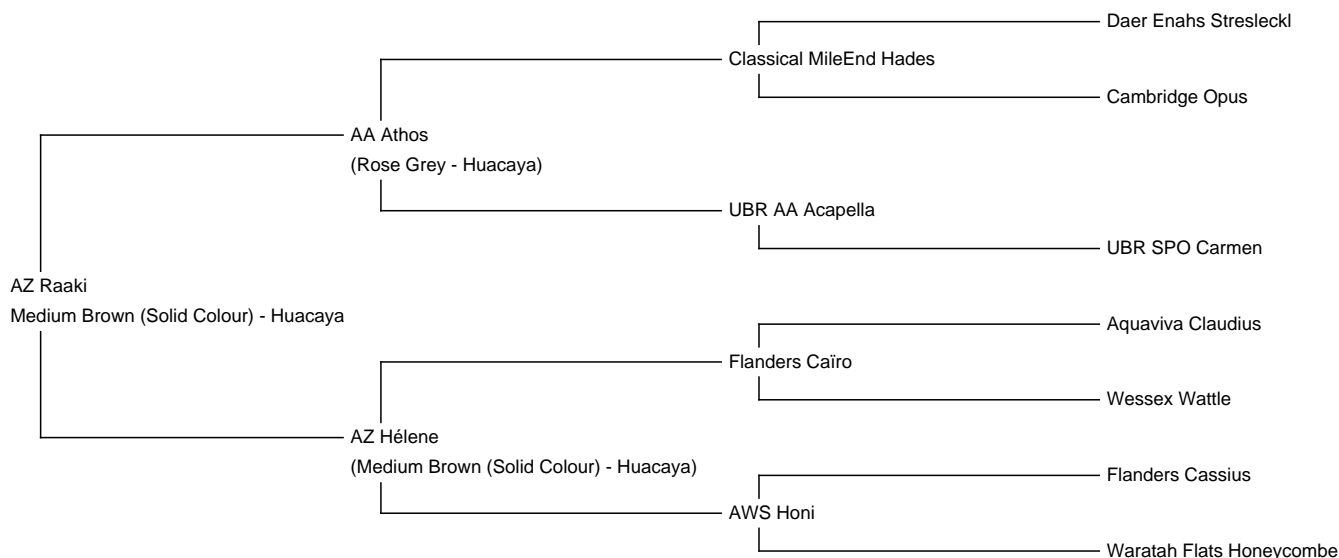 Daer Enahs Stresleckl
Classical MileEnd Hades
Cambridge Opus
AA Athos
(Rose Grey - Huacaya)
UBR AA Acapella
UBR SPO Carmen
AZ Raaki
Medium Brown (Solid Colour) - Huacaya
Aquaviva Claudius
Flanders Caïro
Wessex Wattle
AZ Hélene
(Medium Brown (Solid Colour) - Huacaya)
Flanders Cassius
AWS Honi
Waratah Flats Honeycombe